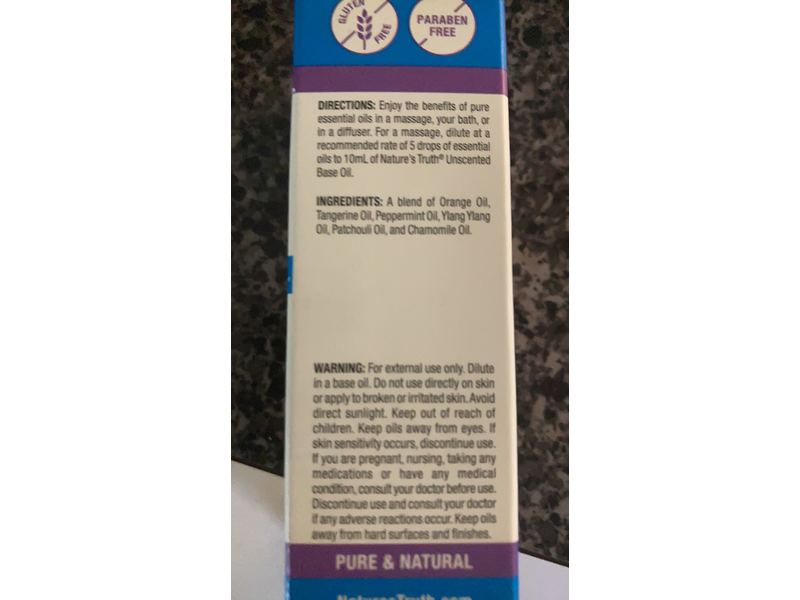 GLUTEN FREE
PARABEN
FREE
DIRECTIONS: Enjoy the benefits of pure
essential oils in a massage, your bath, or
in a diffuser. For a massage, dilute at a
recommended rate of 5 drops of essential
oils to 10mL of Nature's Truth® Unscented
Base Oil.
INGREDIENTS: A blend of Orange Oil,
Tangerine Oil, Peppermint Oil, Ylang Ylang
Oil, Patchouli Oil, and Chamomile Oil.
WARNING: For external use only. Dilute
in a base oil. Do not use directly on skin
or apply to broken or irritated skin. Avoid
direct sunlight. Keep out of reach of
children. Keep oils away from eyes. If
skin sensitivity occurs, discontinue use.
If you are pregnant, nursing, taking any
medications or have any medical
condition, consult your doctor before use.
Discontinue use and consult your doctor
if any adverse reactions occur. Keep oils
away from hard surfaces and finishes.
PURE & NATURAL
NaturesTruth.com